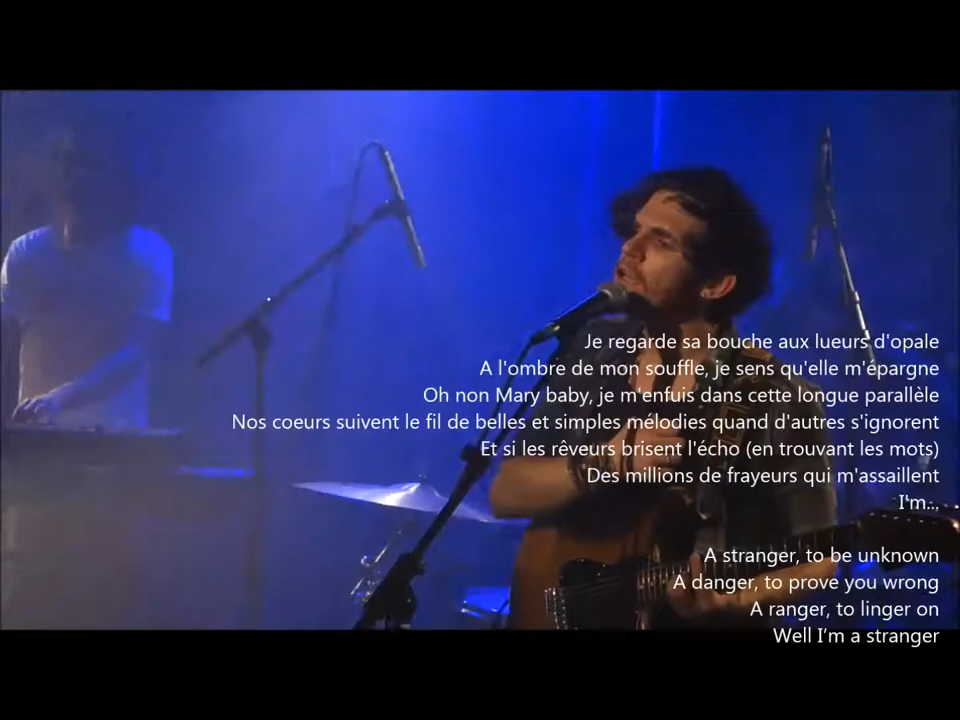 Je regarde sa bouche aux lueurs d'opale
A l'ombre de mon souffle, je sens qu'elle m'épargne
Oh non Mary baby, je m'enfuis dans cette longue parallèle
Nos coeurs suivent le fil de belles et simples mélodies quand d'autres s'ignorent
Et si les rêveurs brisent l'écho (en trouvant les mots)
Des millions de frayeurs qui m'assaillent
I'm...
A stranger, to be unknown
A danger, to prove you wrong
A ranger, to linger on
Well I'm a stranger